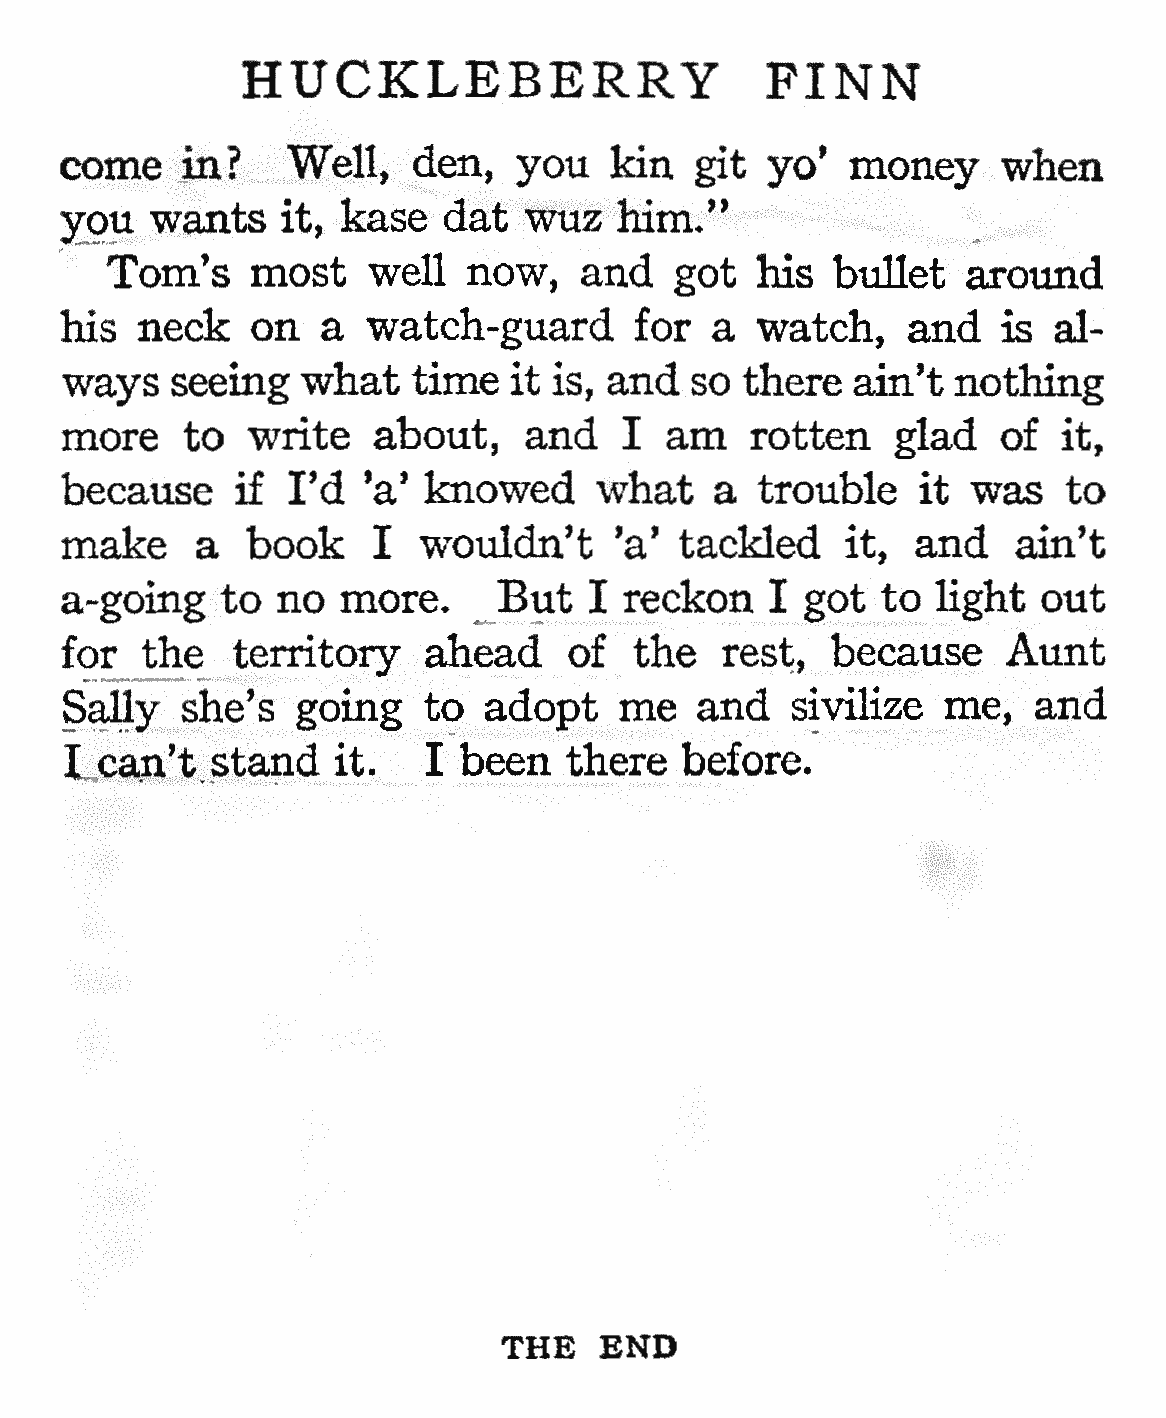 HUCKLEBERRY FINN
come in? Well, den, you kin git yo' money when
you wants it, kase dat wuz him."
Tom's most well now, and got his bullet around
his neck on a watch-guard for a watch, and is al-
ways seeing what time it is, and so there ain't nothing
more to write about, and I am rotten glad of it,
because if I'd 'a' knowed what a trouble it was to
make a book I wouldn't 'a' tackled it, and ain't
a-going to no more. But I reckon I got to light out
for the territory ahead of the rest, because Aunt
Sally she's going to adopt me and sivilize me, and
I can't stand it. I been there before.
THE END